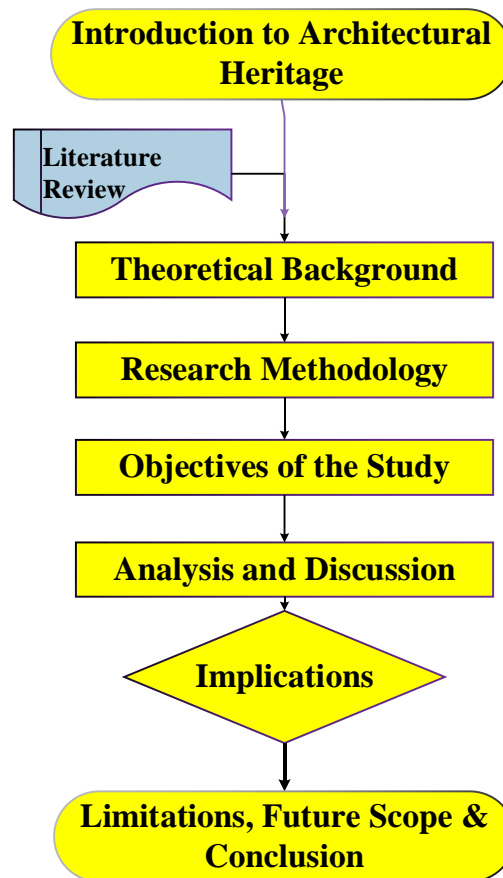 Introduction to Architectural
Heritage
Literature
Review
Theoretical Background
Research Methodology
Objectives of the Study
Analysis and Discussion
Implications
Limitations, Future Scope &
Conclusion